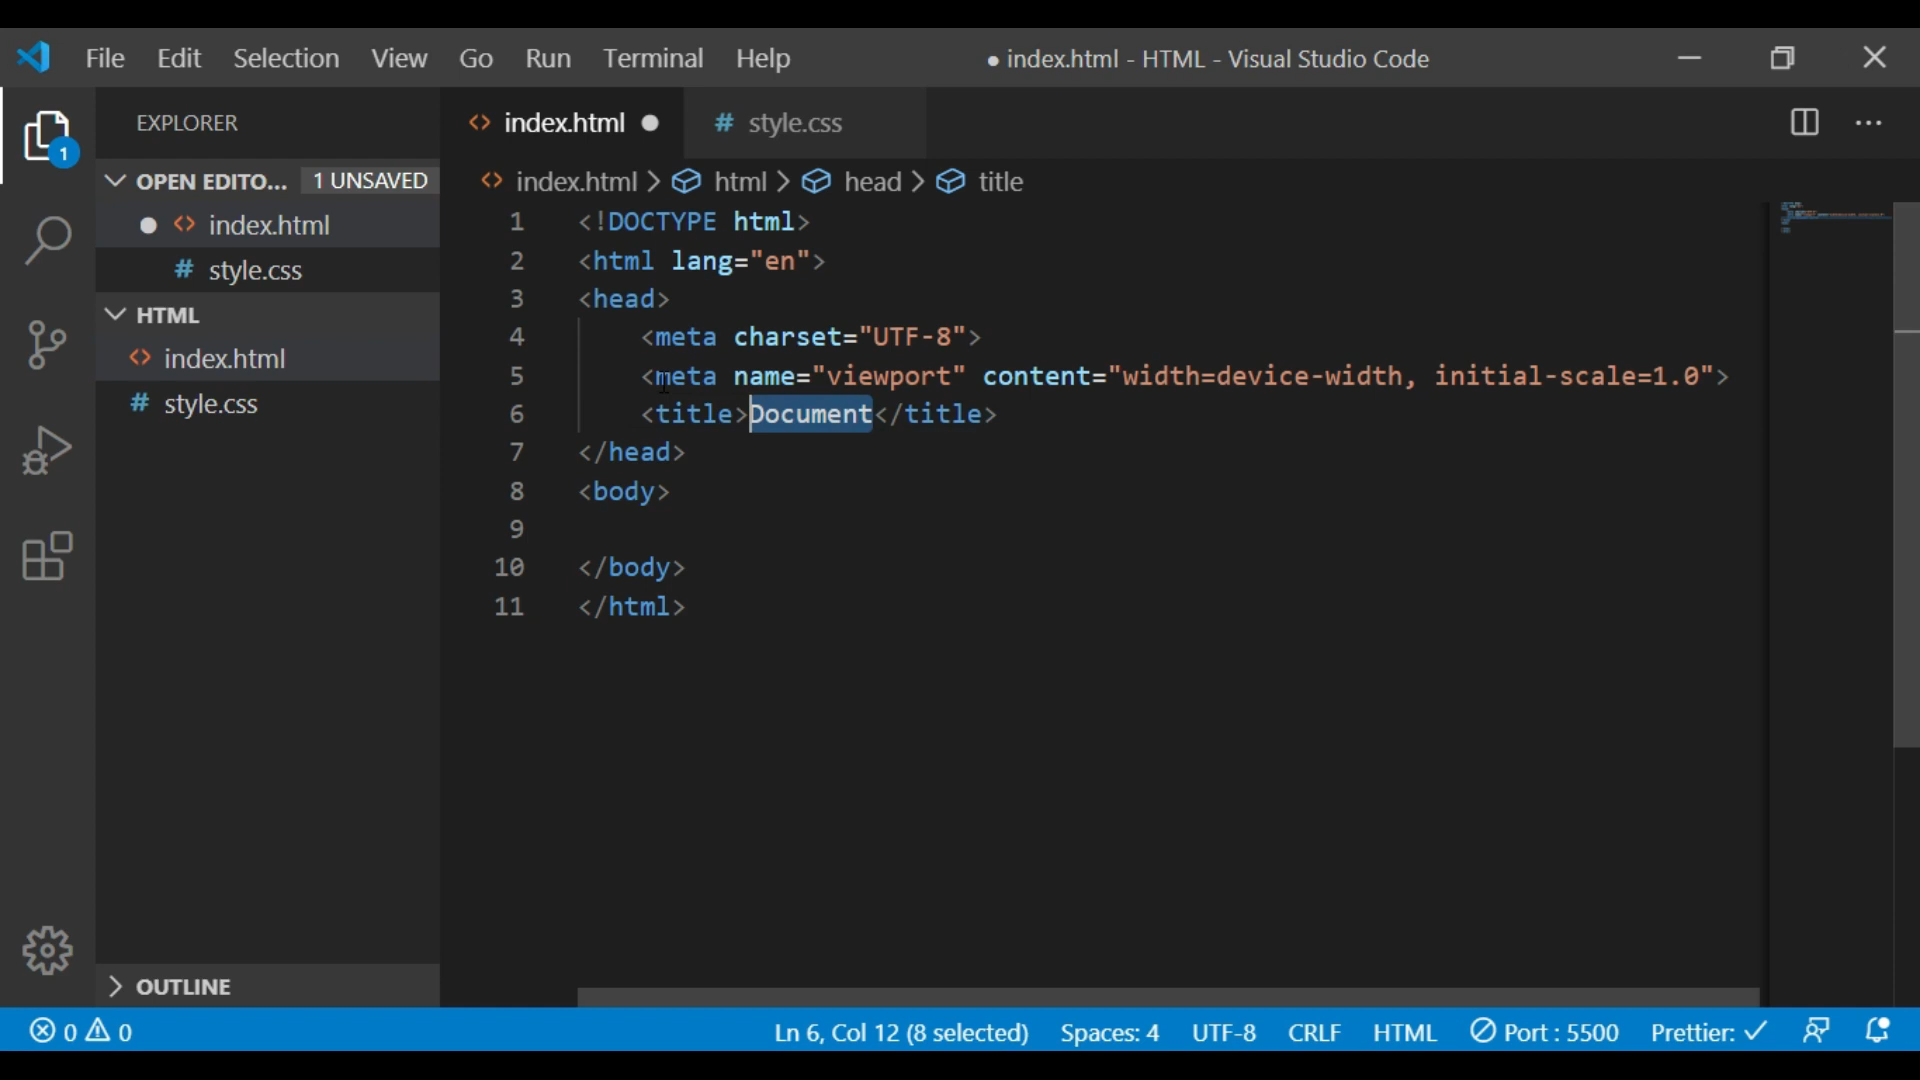 File Edit Selection View Go Run Terminal Help ● index.html - HTML - Visual Studio Code
EXPLORER
index.html
# style.css
1
OPEN EDITO... 1 UNSAVED
index.html
# style.css
HTML
index.html
# style.css
OUTLINE
index.html > html > head > title
1 <!DOCTYPE html>
2 <html lang="en">
3 <head>
4 <meta charset="UTF-8">
5 <meta name="viewport" content="width=device-width, initial-scale=1.0">
6 <title>Document</title>
7 </head>
8 <body>
9
10 </body>
11 </html>
0 0 Ln 6, Col 12 (8 selected) Spaces: 4 UTF-8 CRLF HTML Port : 5500 Prettier: ✓